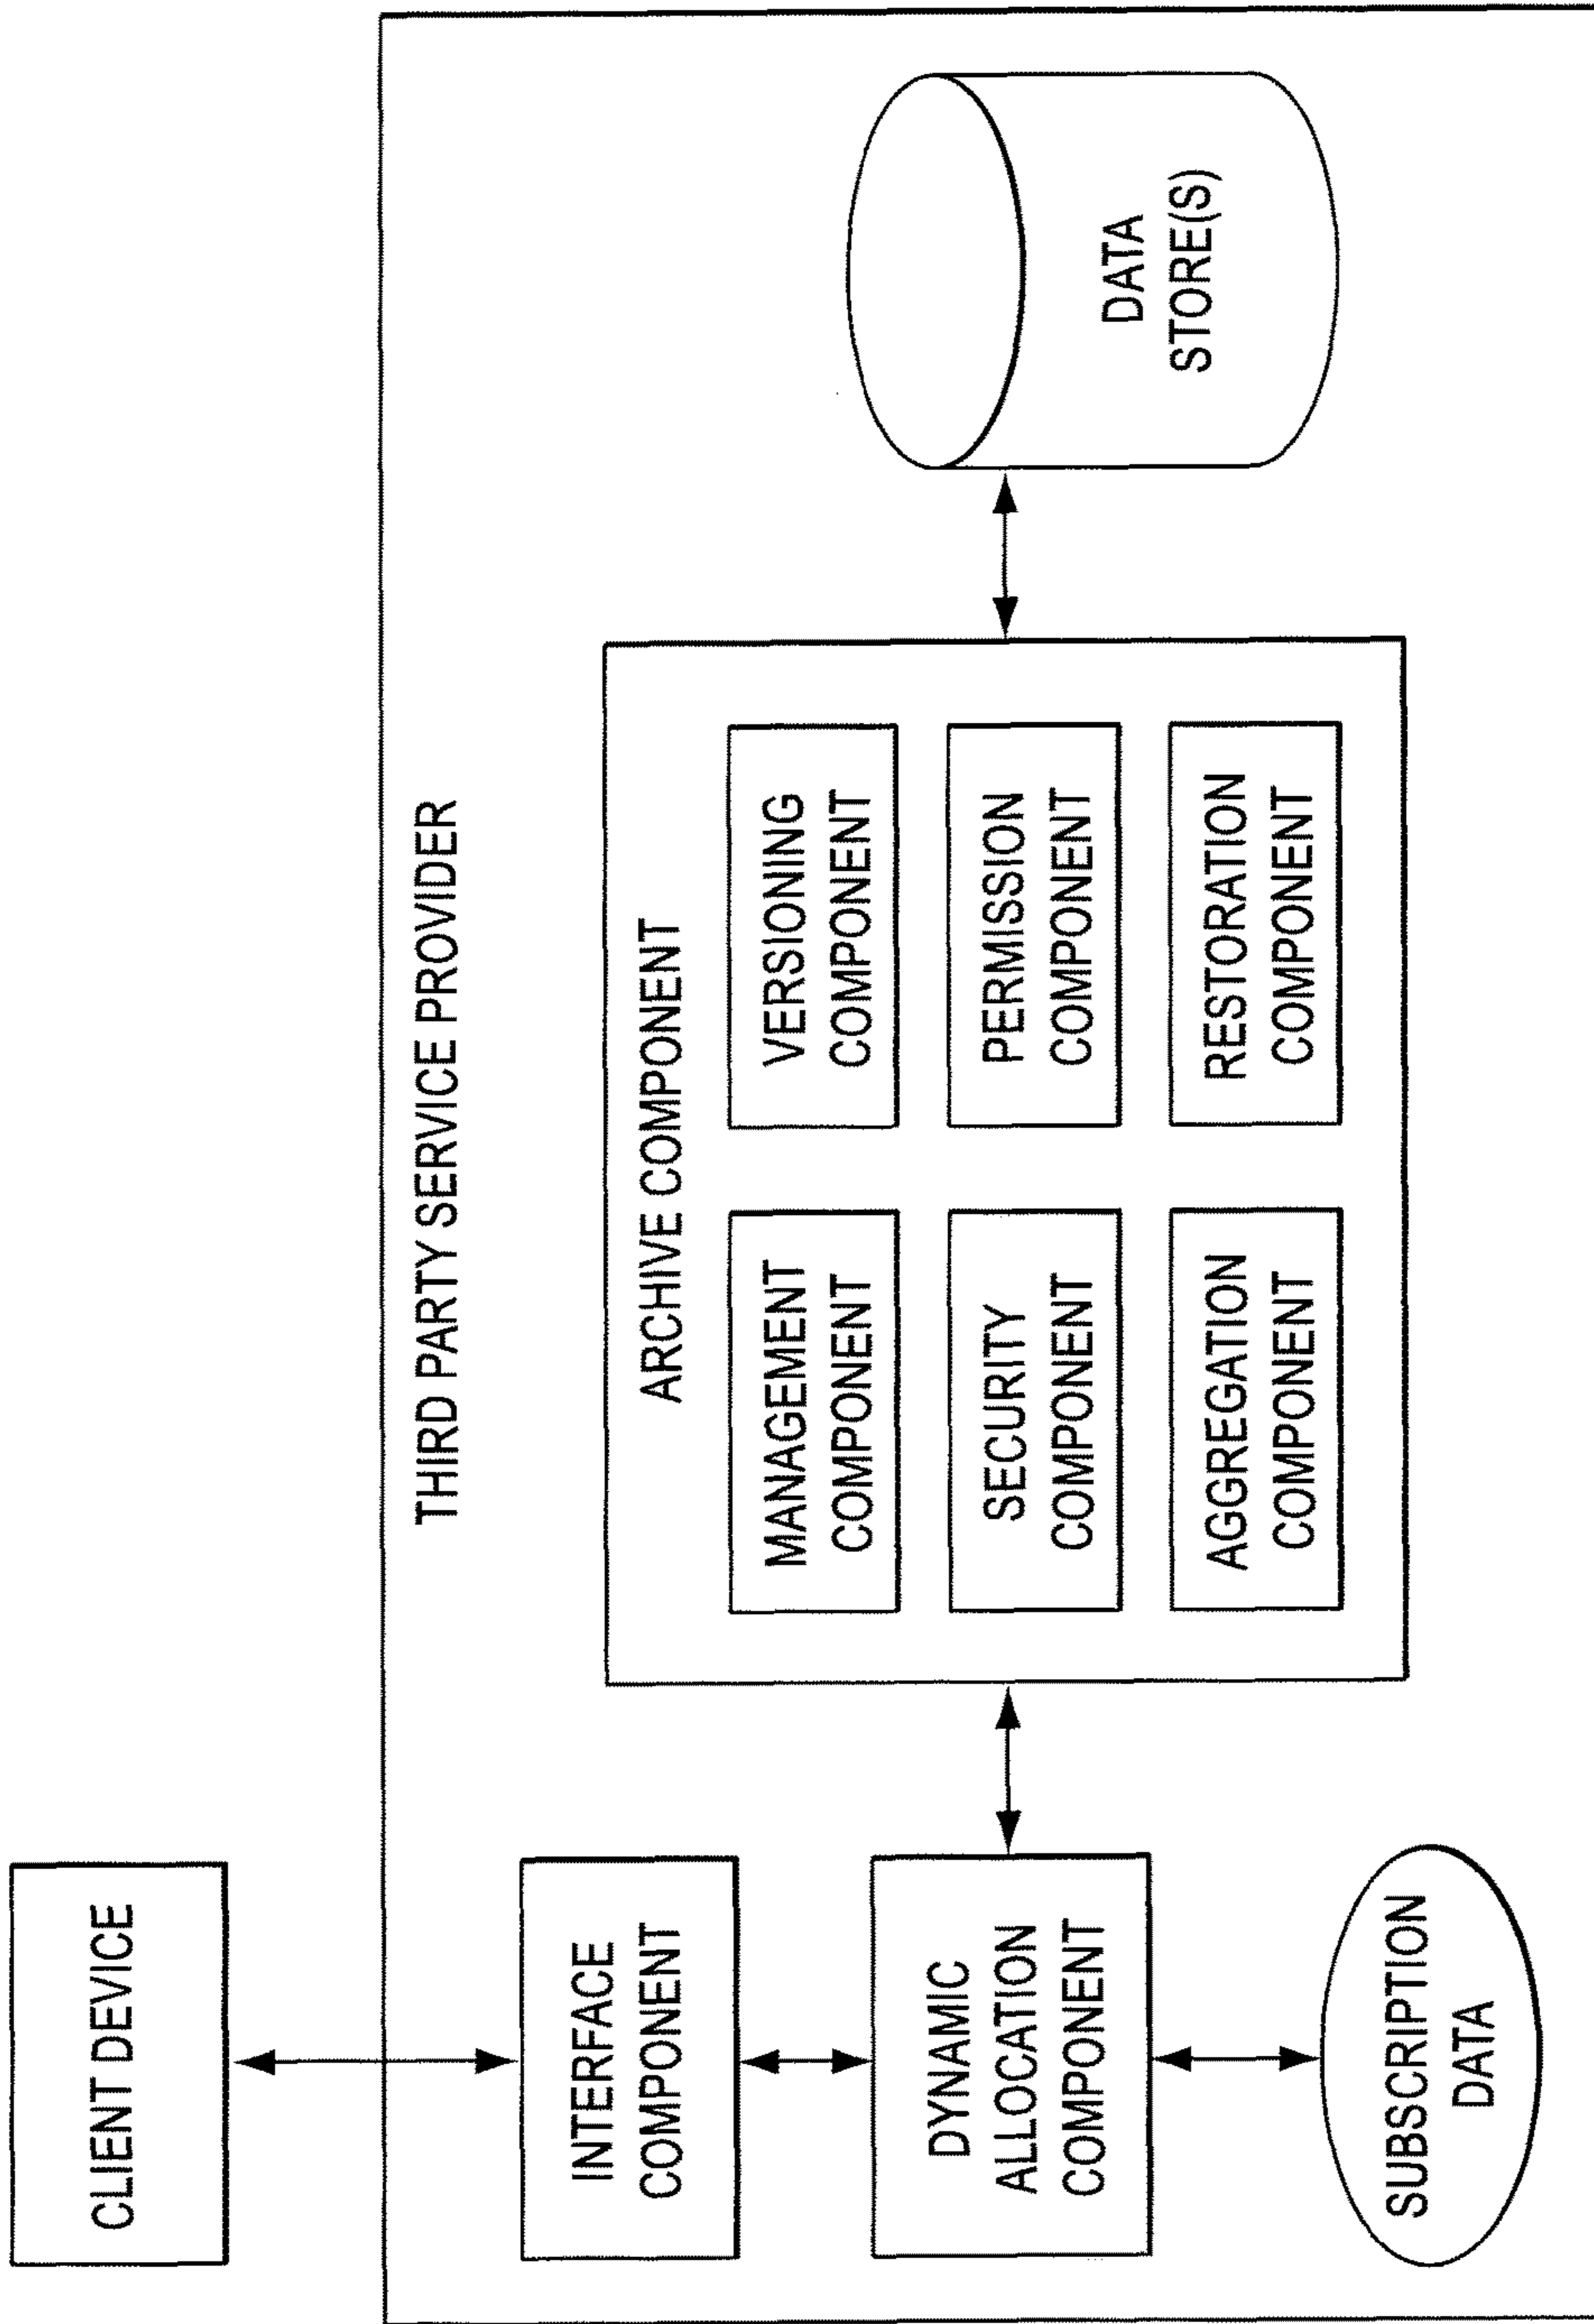 CLIENT DEVICE
THIRD PARTY SERVICE PROVIDER
INTERFACE
COMPONENT
DYNAMIC
ALLOCATION
COMPONENT
SUBSCRIPTION
DATA
ARCHIVE COMPONENT
MANAGEMENT
COMPONENT
VERSIONING
COMPONENT
SECURITY
COMPONENT
PERMISSION
COMPONENT
AGGREGATION
COMPONENT
RESTORATION
COMPONENT
DATA
STORE(S)